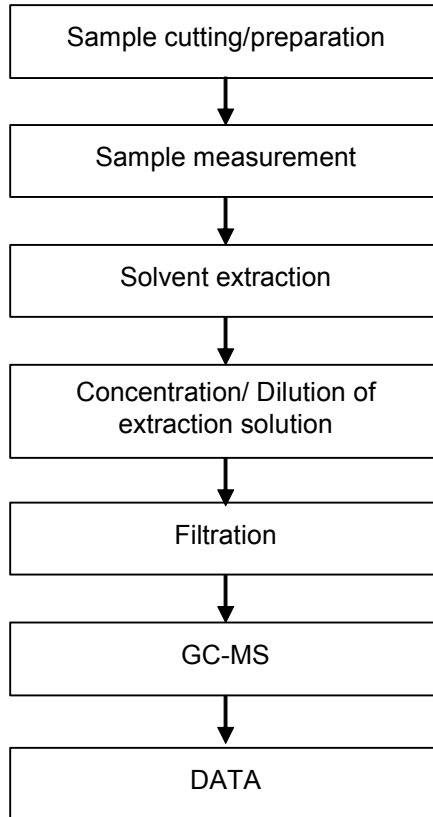 Sample cutting/preparation
Sample measurement
Solvent extraction
Concentration/ Dilution of
extraction solution
Filtration
GC-MS
DATA